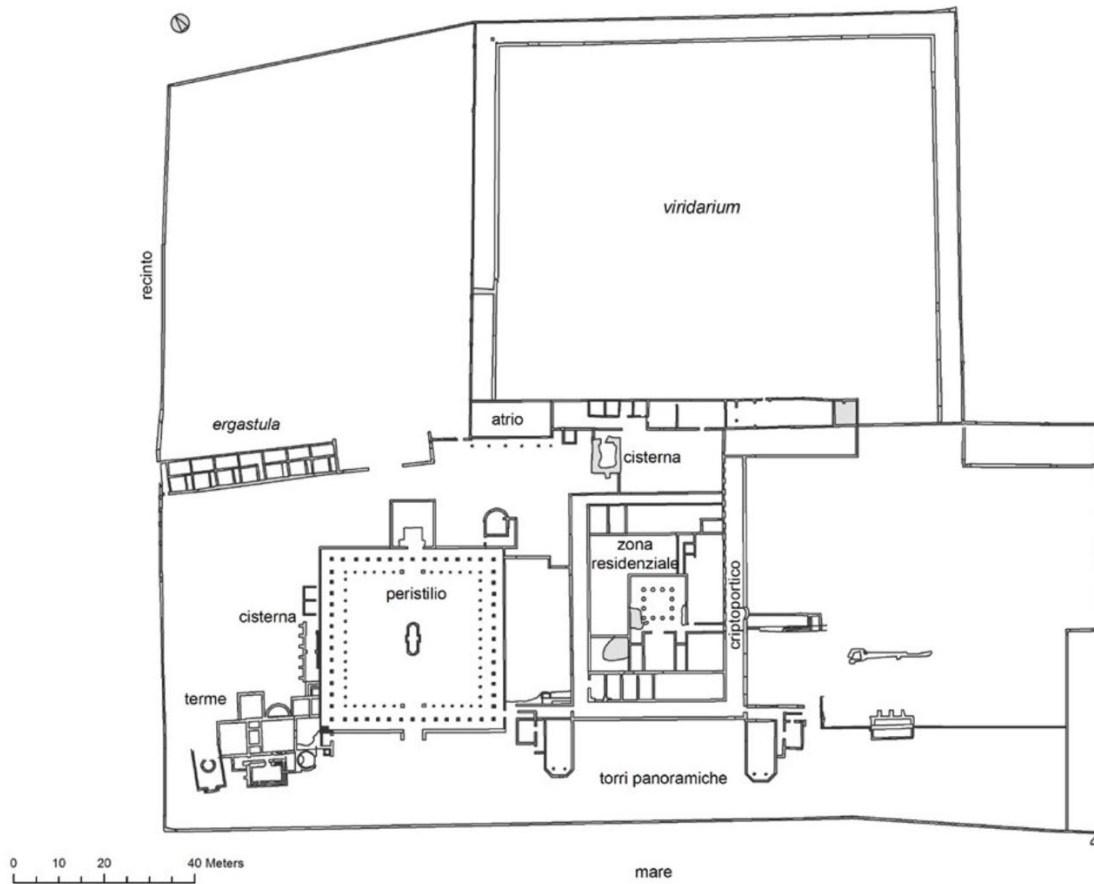 viridarium
recinto
ergastula
atrio
cisterna
zona
residenziale
criptoportico
peristilio
cisterna
terme
torri panoramiche
0 10 20 40 Meters
mare